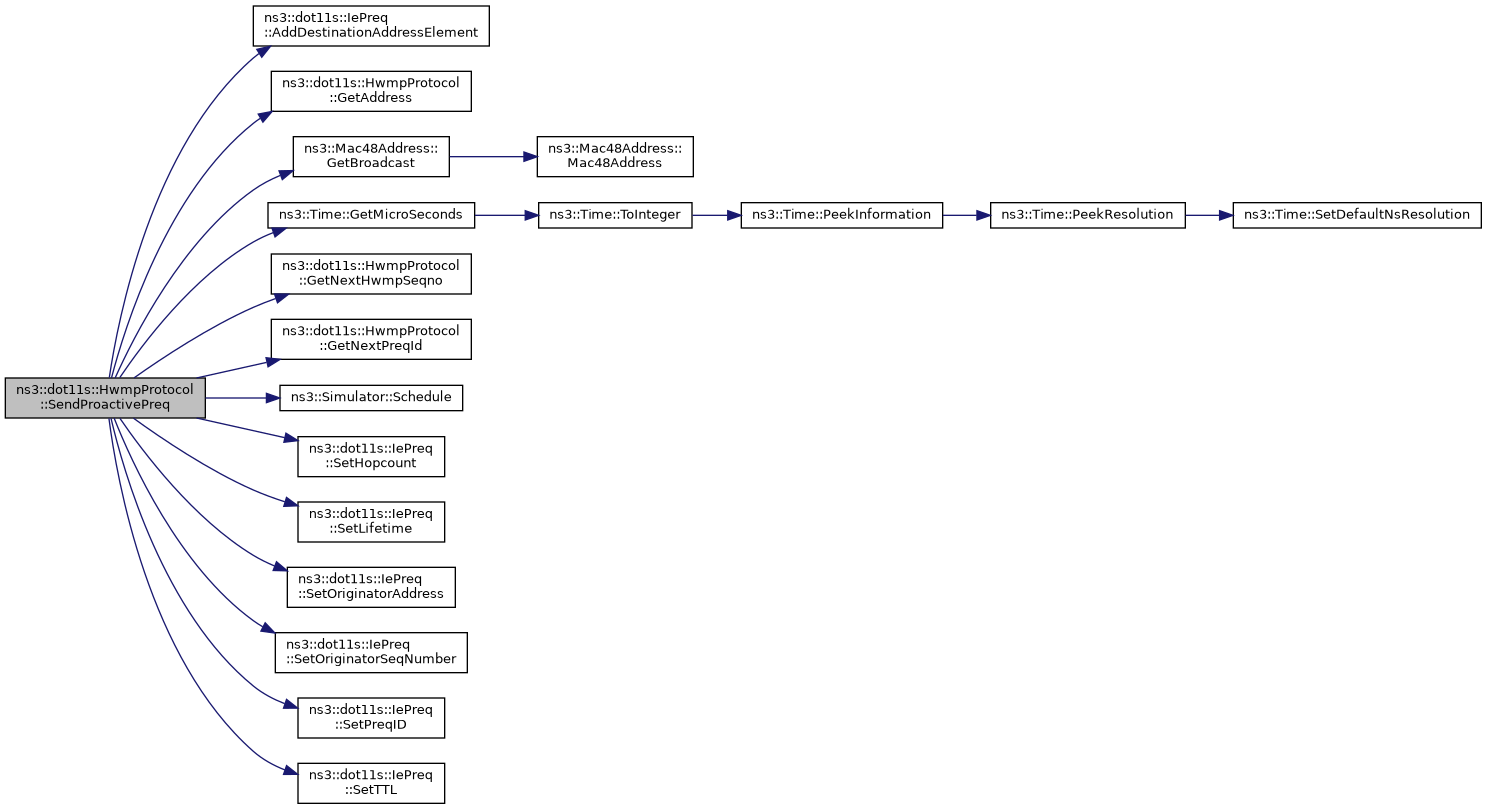 ns3::dot11s::IePreq
::AddDestinationAddressElement
ns3::dot11s::HwmpProtocol
::GetAddress
ns3::Mac48Address::
GetBroadcast
ns3::Mac48Address::
Mac48Address
ns3::Time::GetMicroSeconds
ns3::Time::ToInteger
ns3::Time::PeekInformation
ns3::Time::PeekResolution
ns3::Time::SetDefaultNsResolution
ns3::dot11s::HwmpProtocol
::GetNextHwmpSeqno
ns3::dot11s::HwmpProtocol
::GetNextPreqId
ns3::dot11s::HwmpProtocol
::SendProactivePreq
ns3::Simulator::Schedule
ns3::dot11s::IePreq
::SetHopcount
ns3::dot11s::IePreq
::SetLifetime
ns3::dot11s::IePreq
::SetOriginatorAddress
ns3::dot11s::IePreq
::SetOriginatorSeqNumber
ns3::dot11s::IePreq
::SetPreqID
ns3::dot11s::IePreq
::SetTTL